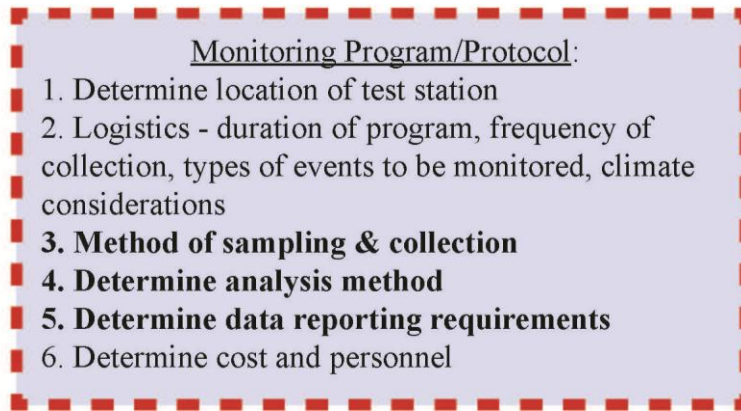 Monitoring Program/Protocol:
1. Determine location of test station
2. Logistics - duration of program, frequency of
collection, types of events to be monitored, climate
considerations
3. Method of sampling & collection
4. Determine analysis method
5. Determine data reporting requirements
6. Determine cost and personnel